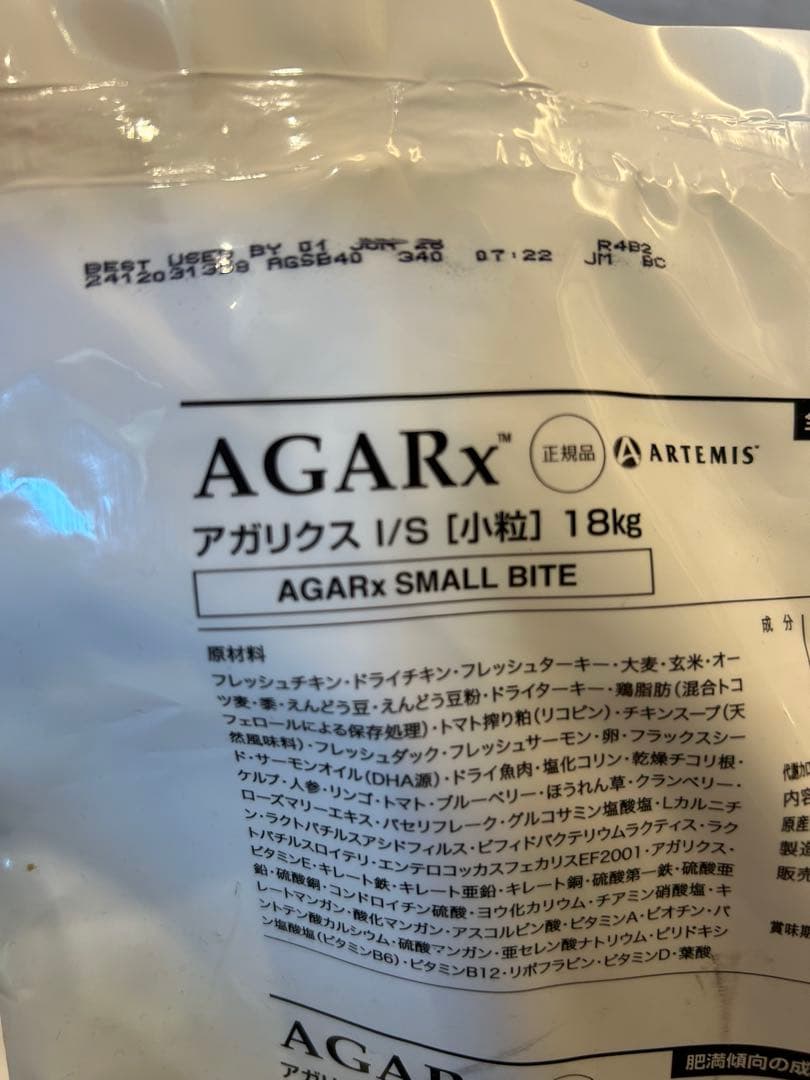 BEST USED BY 01 JUN 26 R4B2
AGSB40 340 07:22 JM BC
AGARx™ 正規品 ARTEMIS™
アガリクス I/S [小粒] 18kg
AGARx SMALL BITE
成分
原材料
フレッシュチキン・ドライチキン・フレッシュターキー・大麦・玄米・オー
ツ麦・黍・えんどう豆・えんどう豆粉・ドライターキー・鶏脂肪(混合トコ
フェロールによる保存処理)・トマト搾り粕(リコピン)・チキンスープ(天
然風味料)・フレッシュダック・フレッシュサーモン・卵・フラックスシー
ド・サーモンオイル(DHA源)・ドライ魚肉・塩化コリン・乾燥チコリ根・
ケルプ・人参・リンゴ・トマト・ブルーベリー・ほうれん草・クランベリー・
ローズマリーエキス・パセリフレーク・グルコサミン塩酸塩・Lカルニチ
ン・ラクトバチルスアシドフィルス・ビフィドバクテリウムラクティス・ラク
トバチルスロイテリ・エンテロコッカスフェカリスEF2001・アガリクス・
ビタミンE・キレート鉄・キレート亜鉛・キレート銅・硫酸第一鉄・硫酸亜
鉛・硫酸銅・コンドロイチン硫酸・ヨウ化カリウム・チアミン硝酸塩・キ
レートマンガン・酸化マンガン・アスコルビン酸・ビタミンA・ビオチン・パ
ントテン酸カルシウム・硫酸マンガン・亜セレン酸ナトリウム・ピリドキシ
ン塩酸塩(ビタミンB6)・ビタミンB12・リボフラビン・ビタミンD・葉酸
内容
原産
製造
販売
賞味期
AGAR
肥満傾向の成